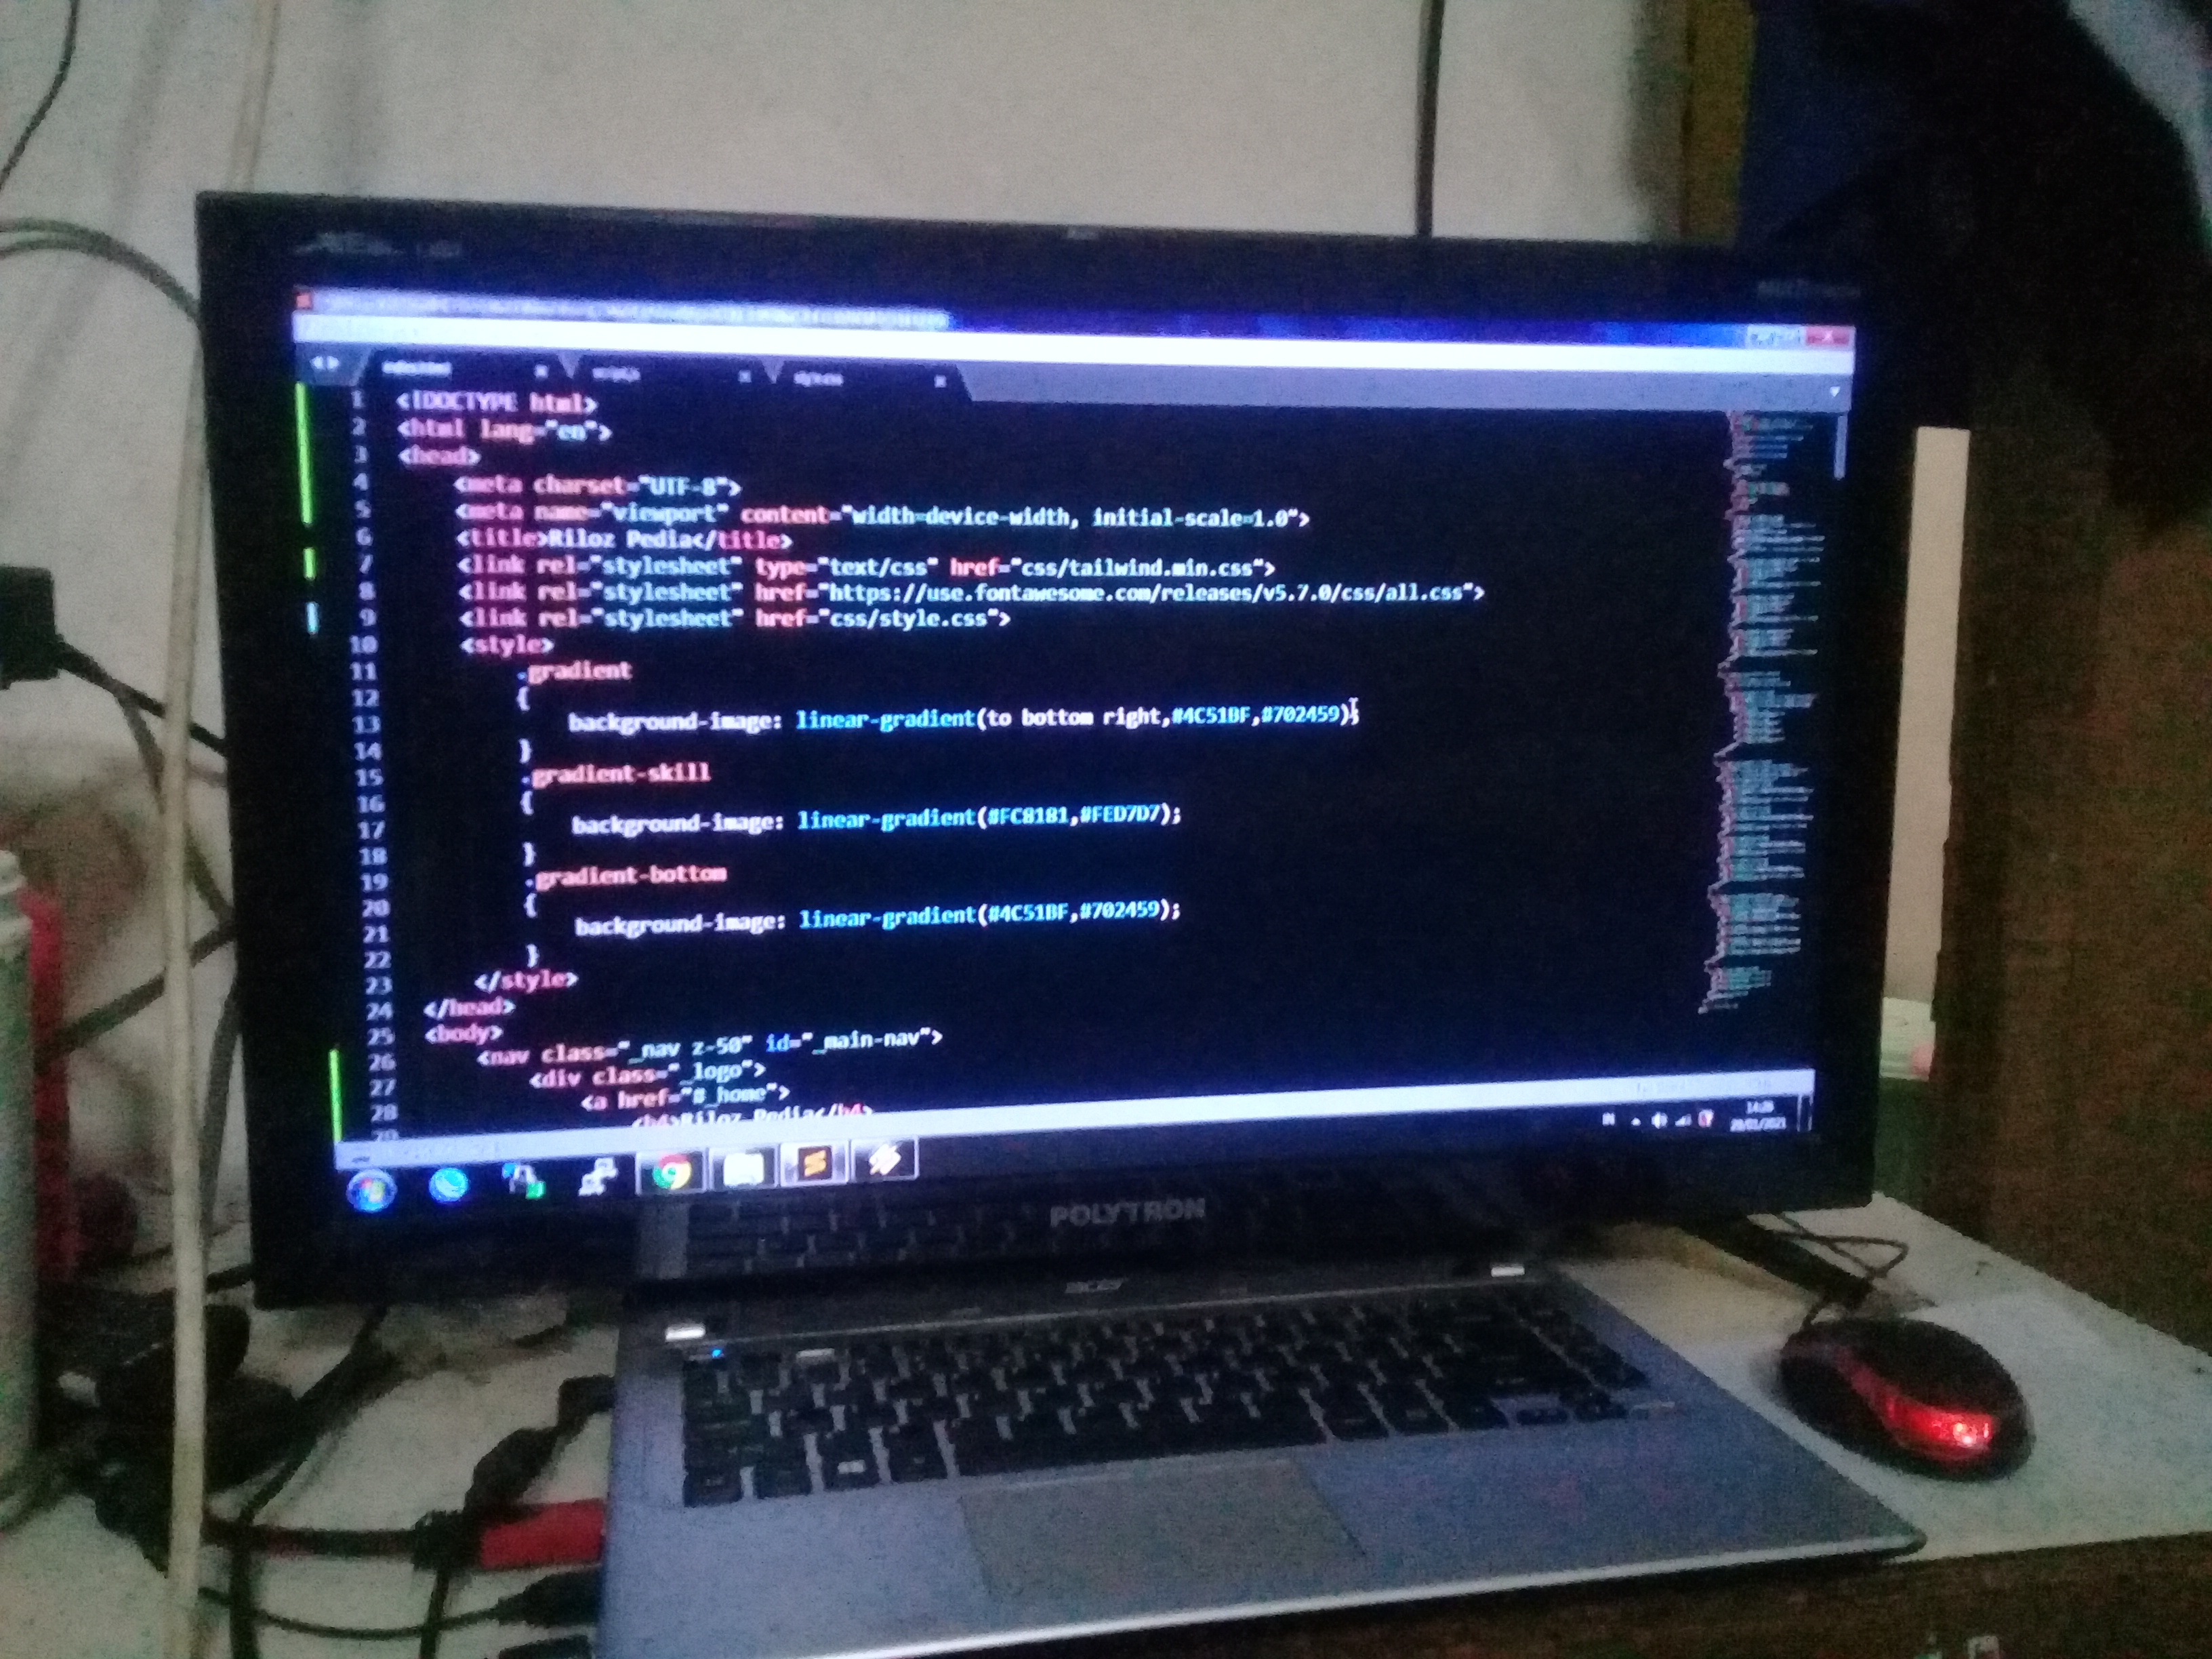 index.html script.js style.css
1 <!DOCTYPE html>
2 <html lang="en">
3 <head>
4 <meta charset="UTF-8">
5 <meta name="viewport" content="width=device-width, initial-scale=1.0">
6 <title>Riloz Pedia</title>
7 <link rel="stylesheet" type="text/css" href="css/tailwind.min.css">
8 <link rel="stylesheet" href="https://use.fontawesome.com/releases/v5.7.0/css/all.css">
9 <link rel="stylesheet" href="css/style.css">
10 <style>
11 .gradient
12 {
13 background-image: linear-gradient(to bottom right,#4C51BF,#702459);
14 }
15 .gradient-skill
16 {
17 background-image: linear-gradient(#FC8181,#FED7D7);
18 }
19 .gradient-bottom
20 {
21 background-image: linear-gradient(#4C51BF,#702459);
22 }
23 </style>
24 </head>
25 <body>
26 <nav class="_nav z-50" id="_main-nav">
27 <div class="_logo">
28 <a href="#_home">
29 <h4>Riloz Pedia</h4>
IN 14:26
POLYTRON
acer